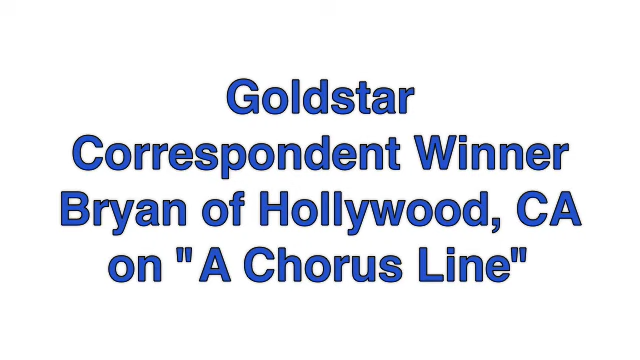 Goldstar
Correspondent Winner
Bryan of Hollywood, CA
on "A Chorus Line"